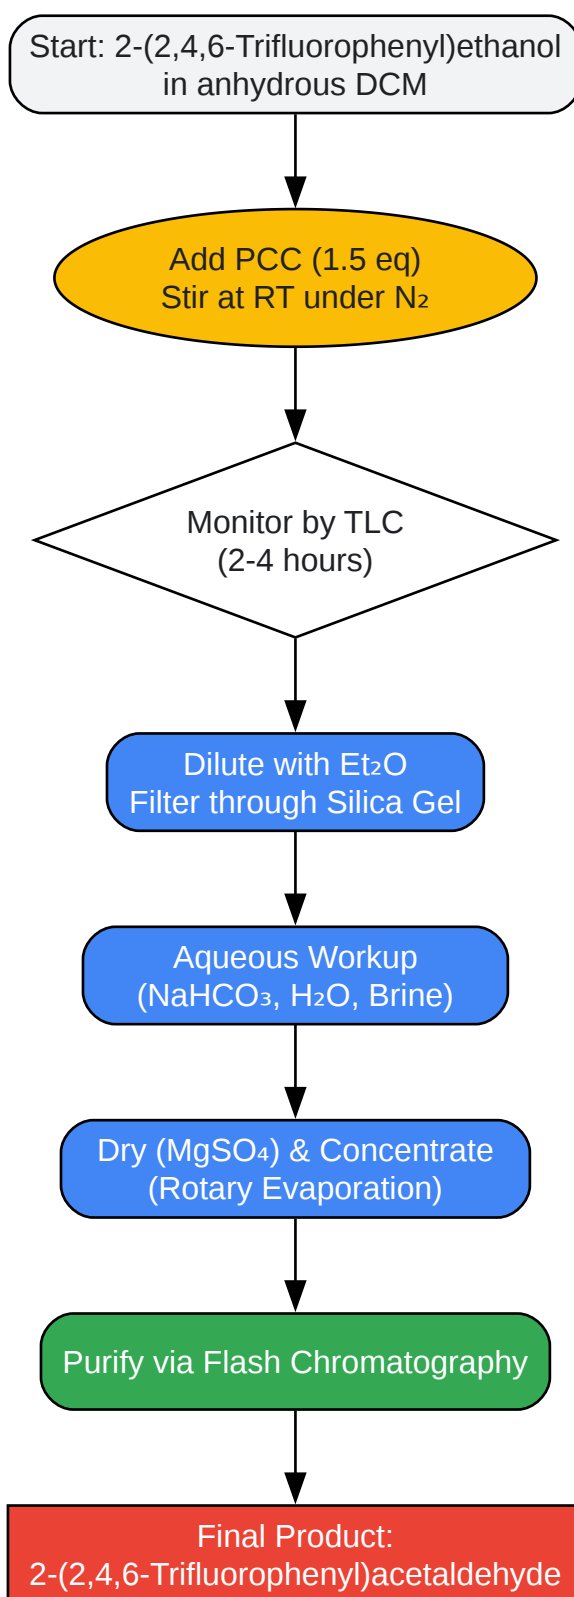 Start: 2-(2,4,6-Trifluorophenyl)ethanol
in anhydrous DCM
Add PCC (1.5 eq)
Stir at RT under N₂
Monitor by TLC
(2-4 hours)
Dilute with Et₂O
Filter through Silica Gel
Aqueous Workup
(NaHCO₃, H₂O, Brine)
Dry (MgSO₄) & Concentrate
(Rotary Evaporation)
Purify via Flash Chromatography
Final Product:
2-(2,4,6-Trifluorophenyl)acetaldehyde